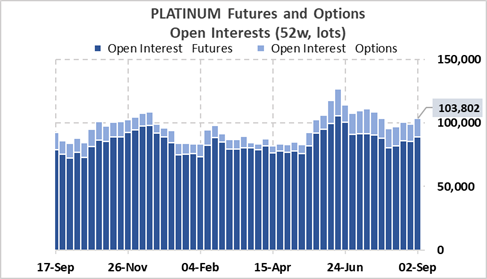 PLATINUM Futures and Options
Open Interests (52w, lots)
Open Interest Futures Open Interest Options
150,000
103,802
100,000
50,000
0
17-Sep 26-Nov 04-Feb 15-Apr 24-Jun 02-Sep